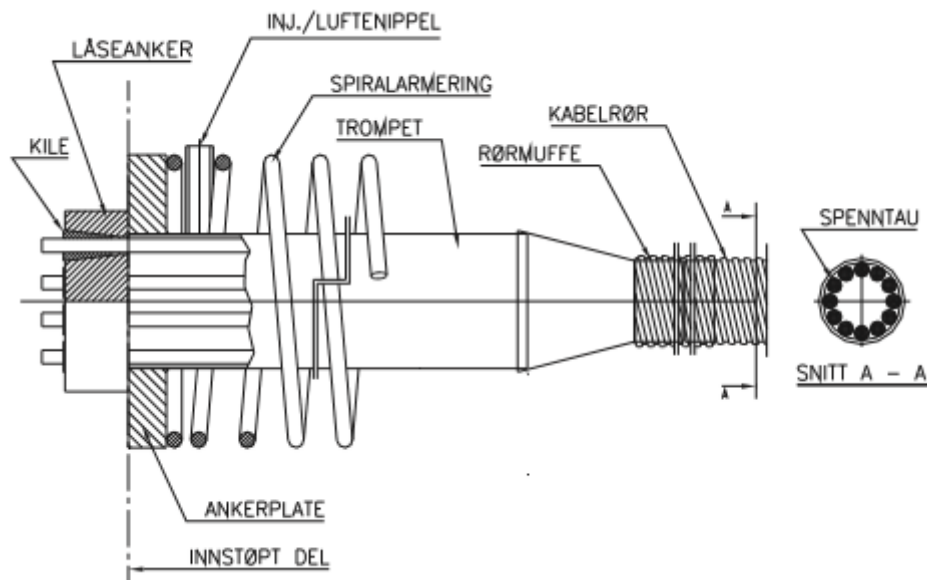 INJ./LUFTENIPPEL
LÅSEANKER
SPIRALARMERING
KABELRØR
KILE
TROMPET
RØRMUFFE
A
SPENNTAU
A
SNITT A - A
ANKERPLATE
INNSTØPT DEL